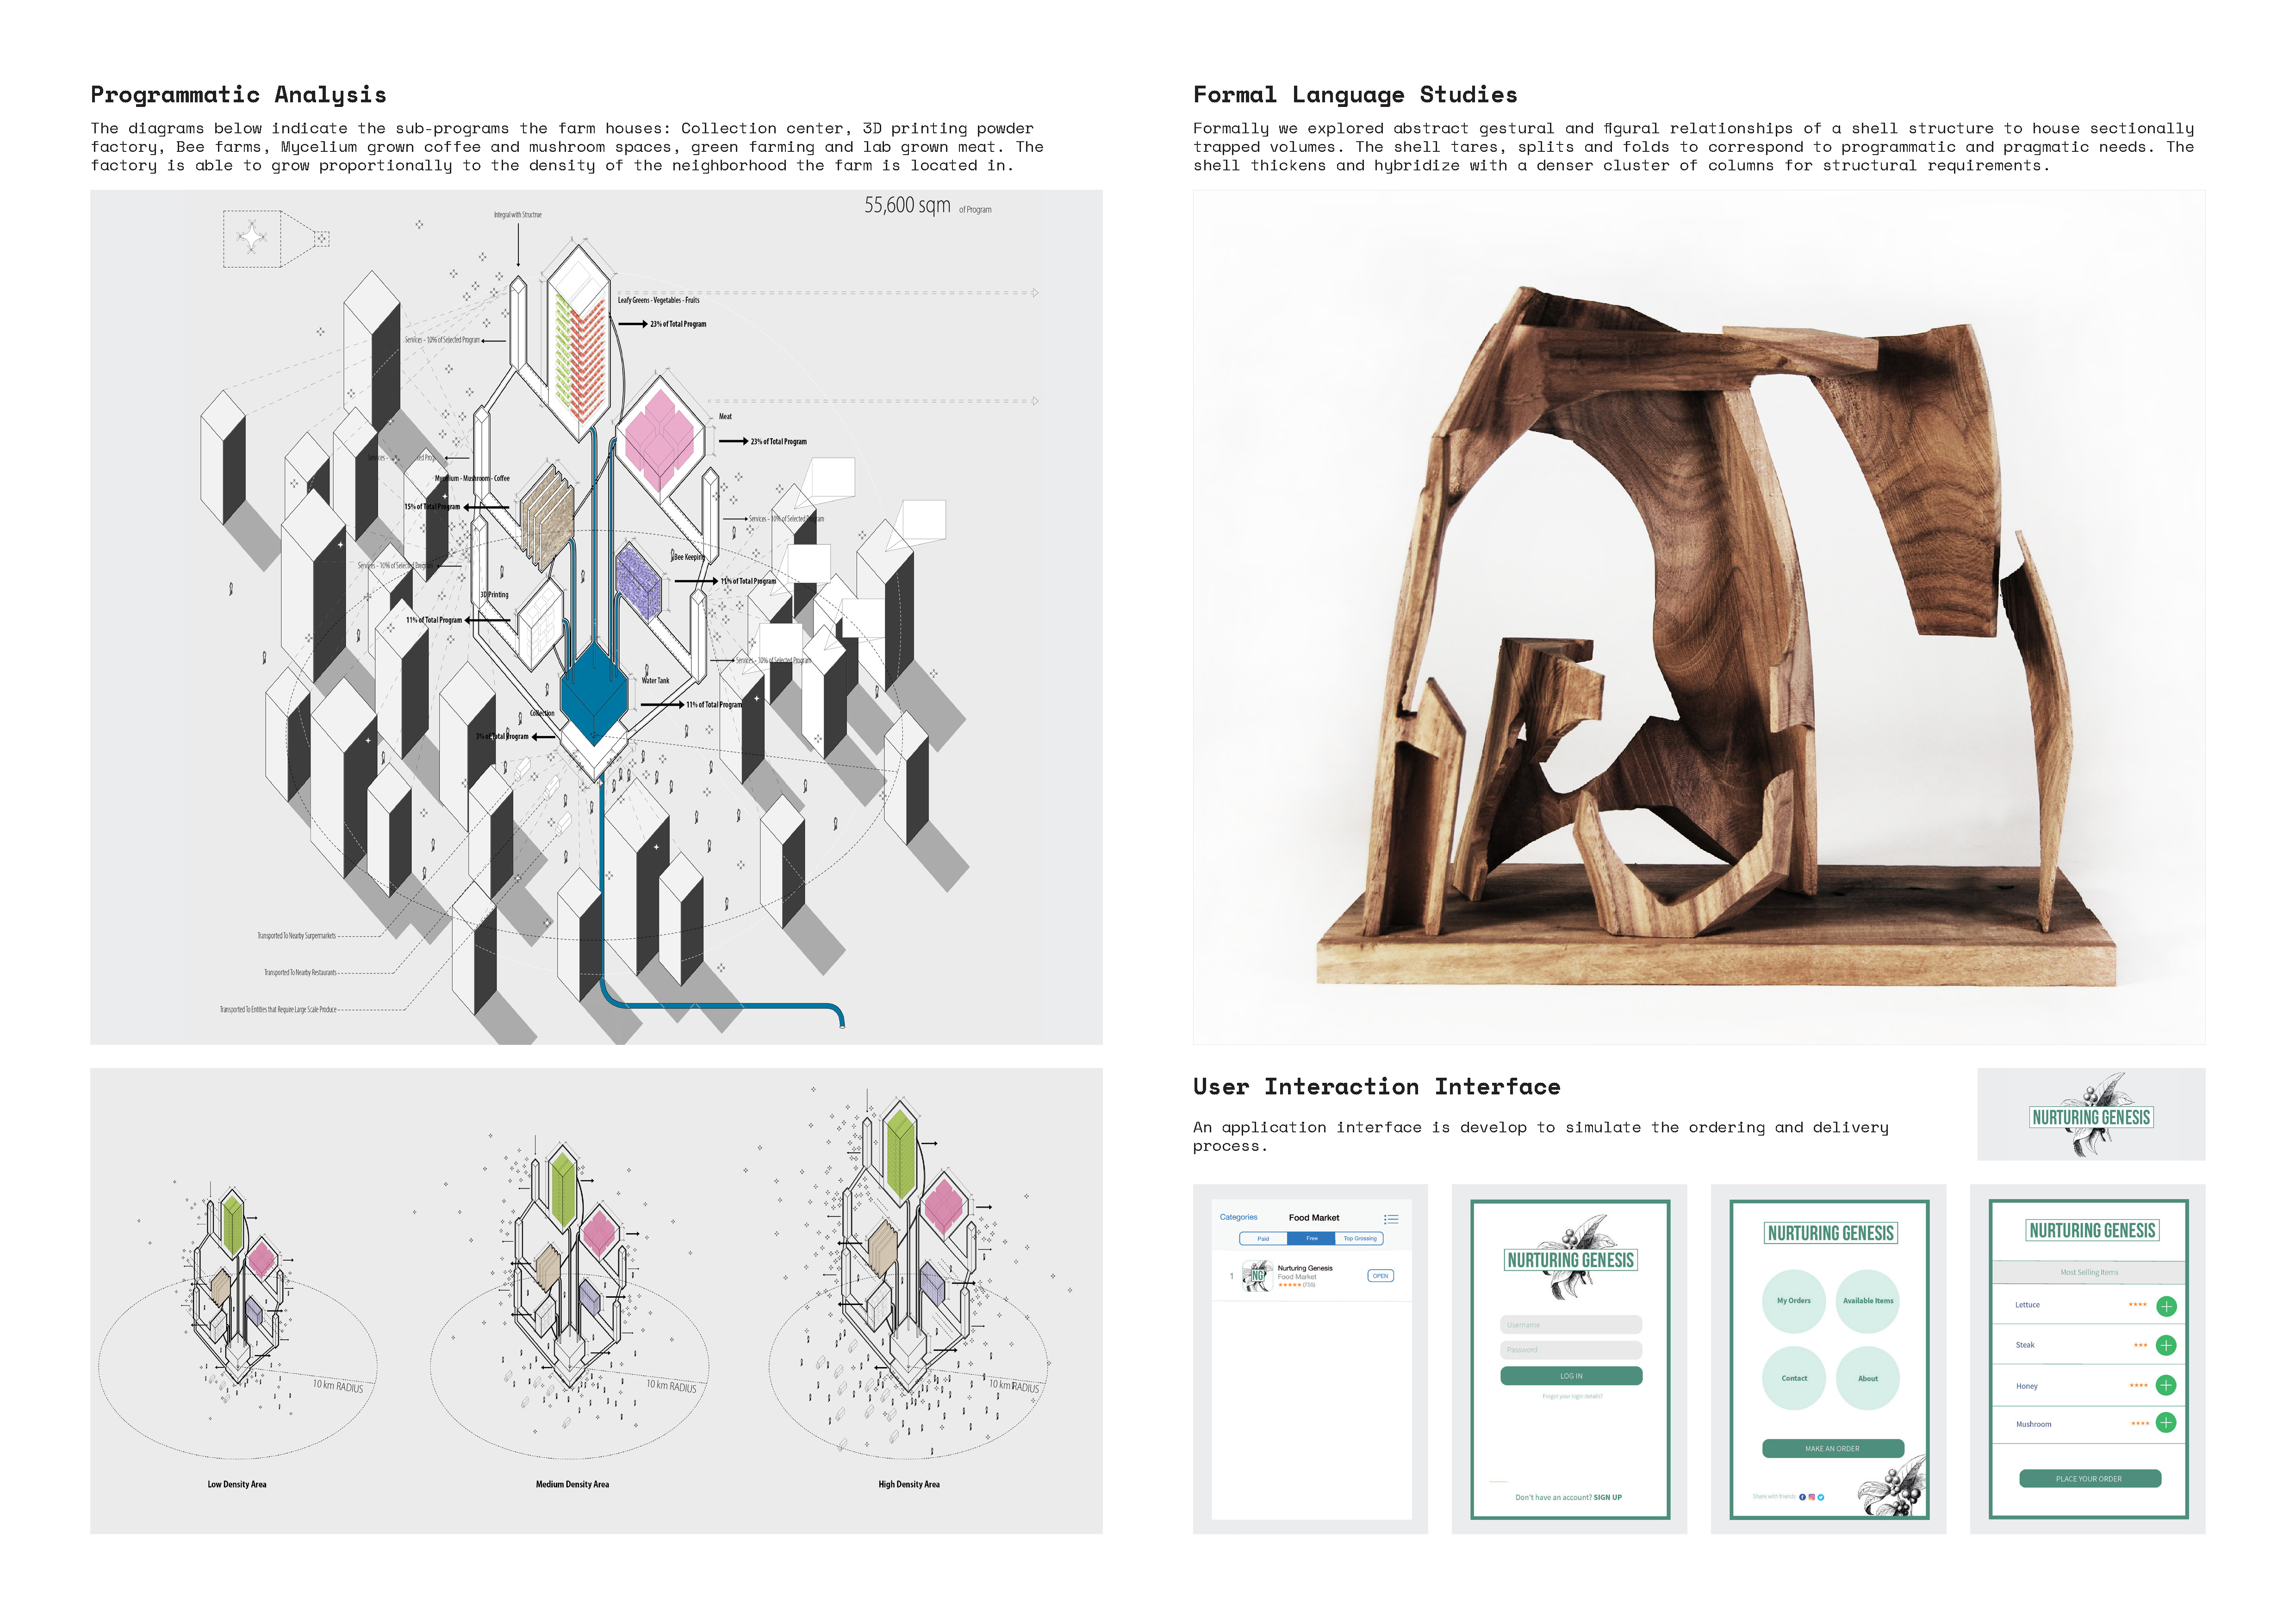 Programmatic Analysis
The diagrams below indicate the sub-programs the farm houses: Collection center, 3D printing powder
factory, Bee farms, Mycelium grown coffee and mushroom spaces, green farming and lab grown meat. The
factory is able to grow proportionally to the density of the neighborhood the farm is located in.
55,600 sqm of Program
Integral with Structrue
Leafy Greens - Vegetables - Fruits
23% of Total Program
Services - 10% of Selected Program
Meat
23% of Total Program
Services -
Mycelium - Mushroom - Coffee
15% of Total Program
Services - 10% of Selected Program
Bee Keeping
Services - 10% of Selected Program
3D Printing
11% of Total Program
Services - 10% of Selected Program
Water Tank
11% of Total Program
Collection
3% of Total Program
Transported To Nearby Surpermarkets
Transported To Nearby Restaurants
Transported To Entities that Require Large Scale Produce
10 km RADIUS
10 km RADIUS
10 km RADIUS
Low Density Area
Medium Density Area
High Density Area
Formal Language Studies
Formally we explored abstract gestural and figural relationships of a shell structure to house sectionally
trapped volumes. The shell tares, splits and folds to correspond to programmatic and pragmatic needs. The
shell thickens and hybridize with a denser cluster of columns for structural requirements.
User Interaction Interface
An application interface is develop to simulate the ordering and delivery
process.
NURTURING GENESIS
Categories
Food Market
Paid
Free
Top Grossing
1
NG
Nurturing Genesis
Food Market
OPEN
NURTURING GENESIS
Username
Password
LOG IN
Forgot your login details?
Don't have an account? SIGN UP
NURTURING GENESIS
My Orders
Available Items
Contact
About
MAKE AN ORDER
Share with friends
NURTURING GENESIS
Most Selling Items
Lettuce
Steak
Honey
Mushroom
PLACE YOUR ORDER